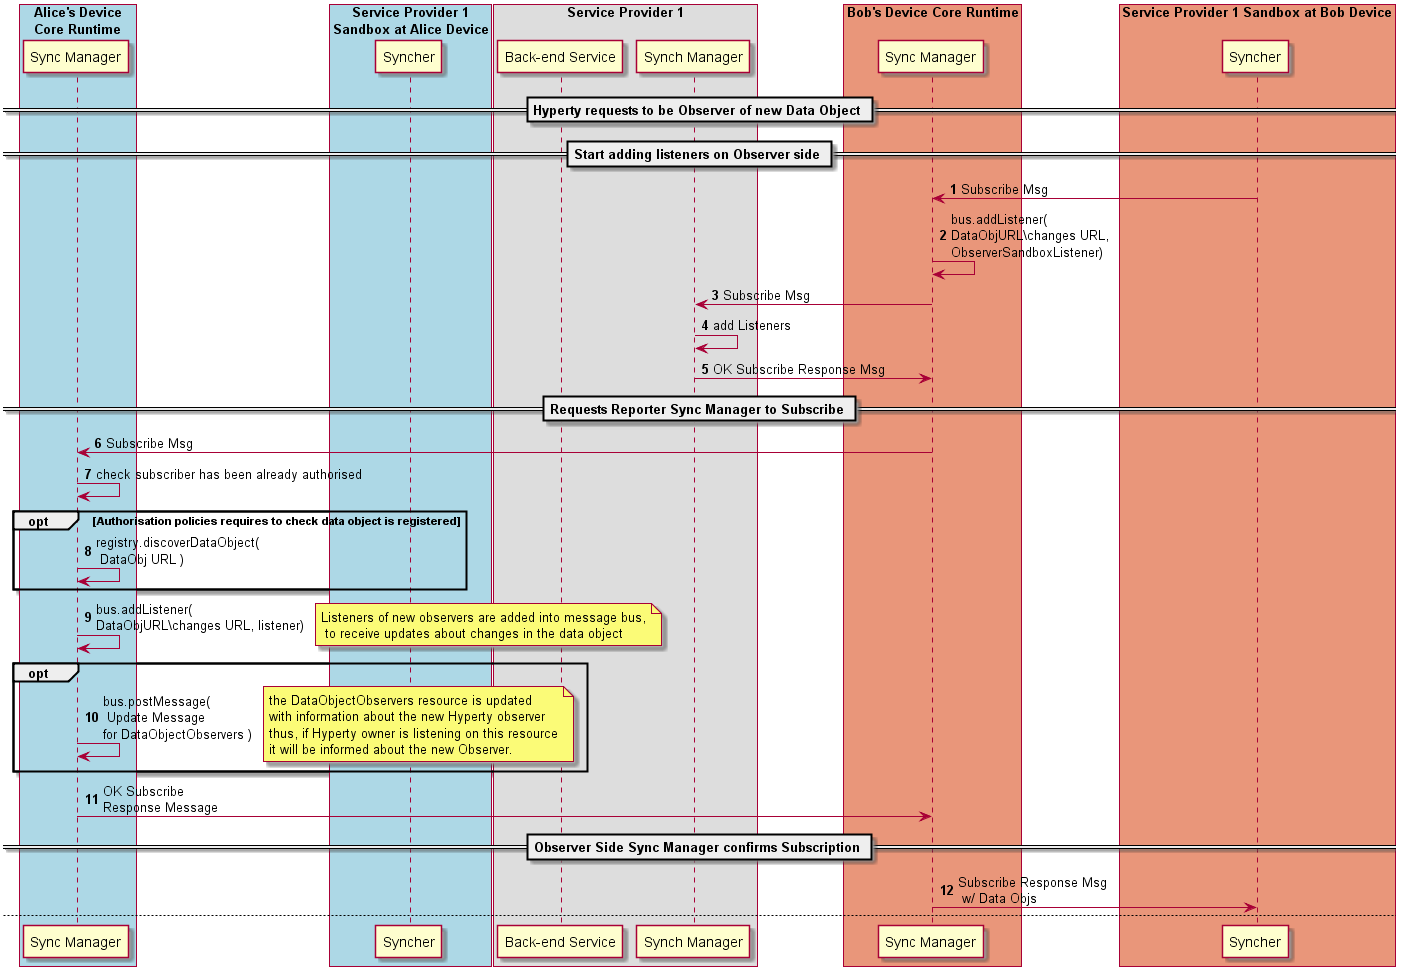 Alice's Device
Core Runtime
Service Provider 1
Sandbox at Alice Device
Service Provider 1
Bob's Device Core Runtime
Service Provider 1 Sandbox at Bob Device
Sync Manager
Syncher
Back-end Service
Synch Manager
Sync Manager
Syncher
Hyperty requests to be Observer of new Data Object
Start adding listeners on Observer side
1 Subscribe Msg
bus.addListener(
2 DataObjURL\changes URL,
ObserverSandboxListener)
3 Subscribe Msg
4 add Listeners
5 OK Subscribe Response Msg
Requests Reporter Sync Manager to Subscribe
6 Subscribe Msg
7 check subscriber has been already authorised
opt [Authorisation policies requires to check data object is registered]
registry.discoverDataObject(
8 DataObj URL )
bus.addListener(
9 DataObjURL\changes URL, listener)
Listeners of new observers are added into message bus,
to receive updates about changes in the data object
opt
bus.postMessage(
10 Update Message
for DataObjectObservers )
the DataObjectObservers resource is updated
with information about the new Hyperty observer
thus, if Hyperty owner is listening on this resource
it will be informed about the new Observer.
11 OK Subscribe
Response Message
Observer Side Sync Manager confirms Subscription
12 Subscribe Response Msg
w/ Data Objs
Sync Manager
Syncher
Back-end Service
Synch Manager
Sync Manager
Syncher